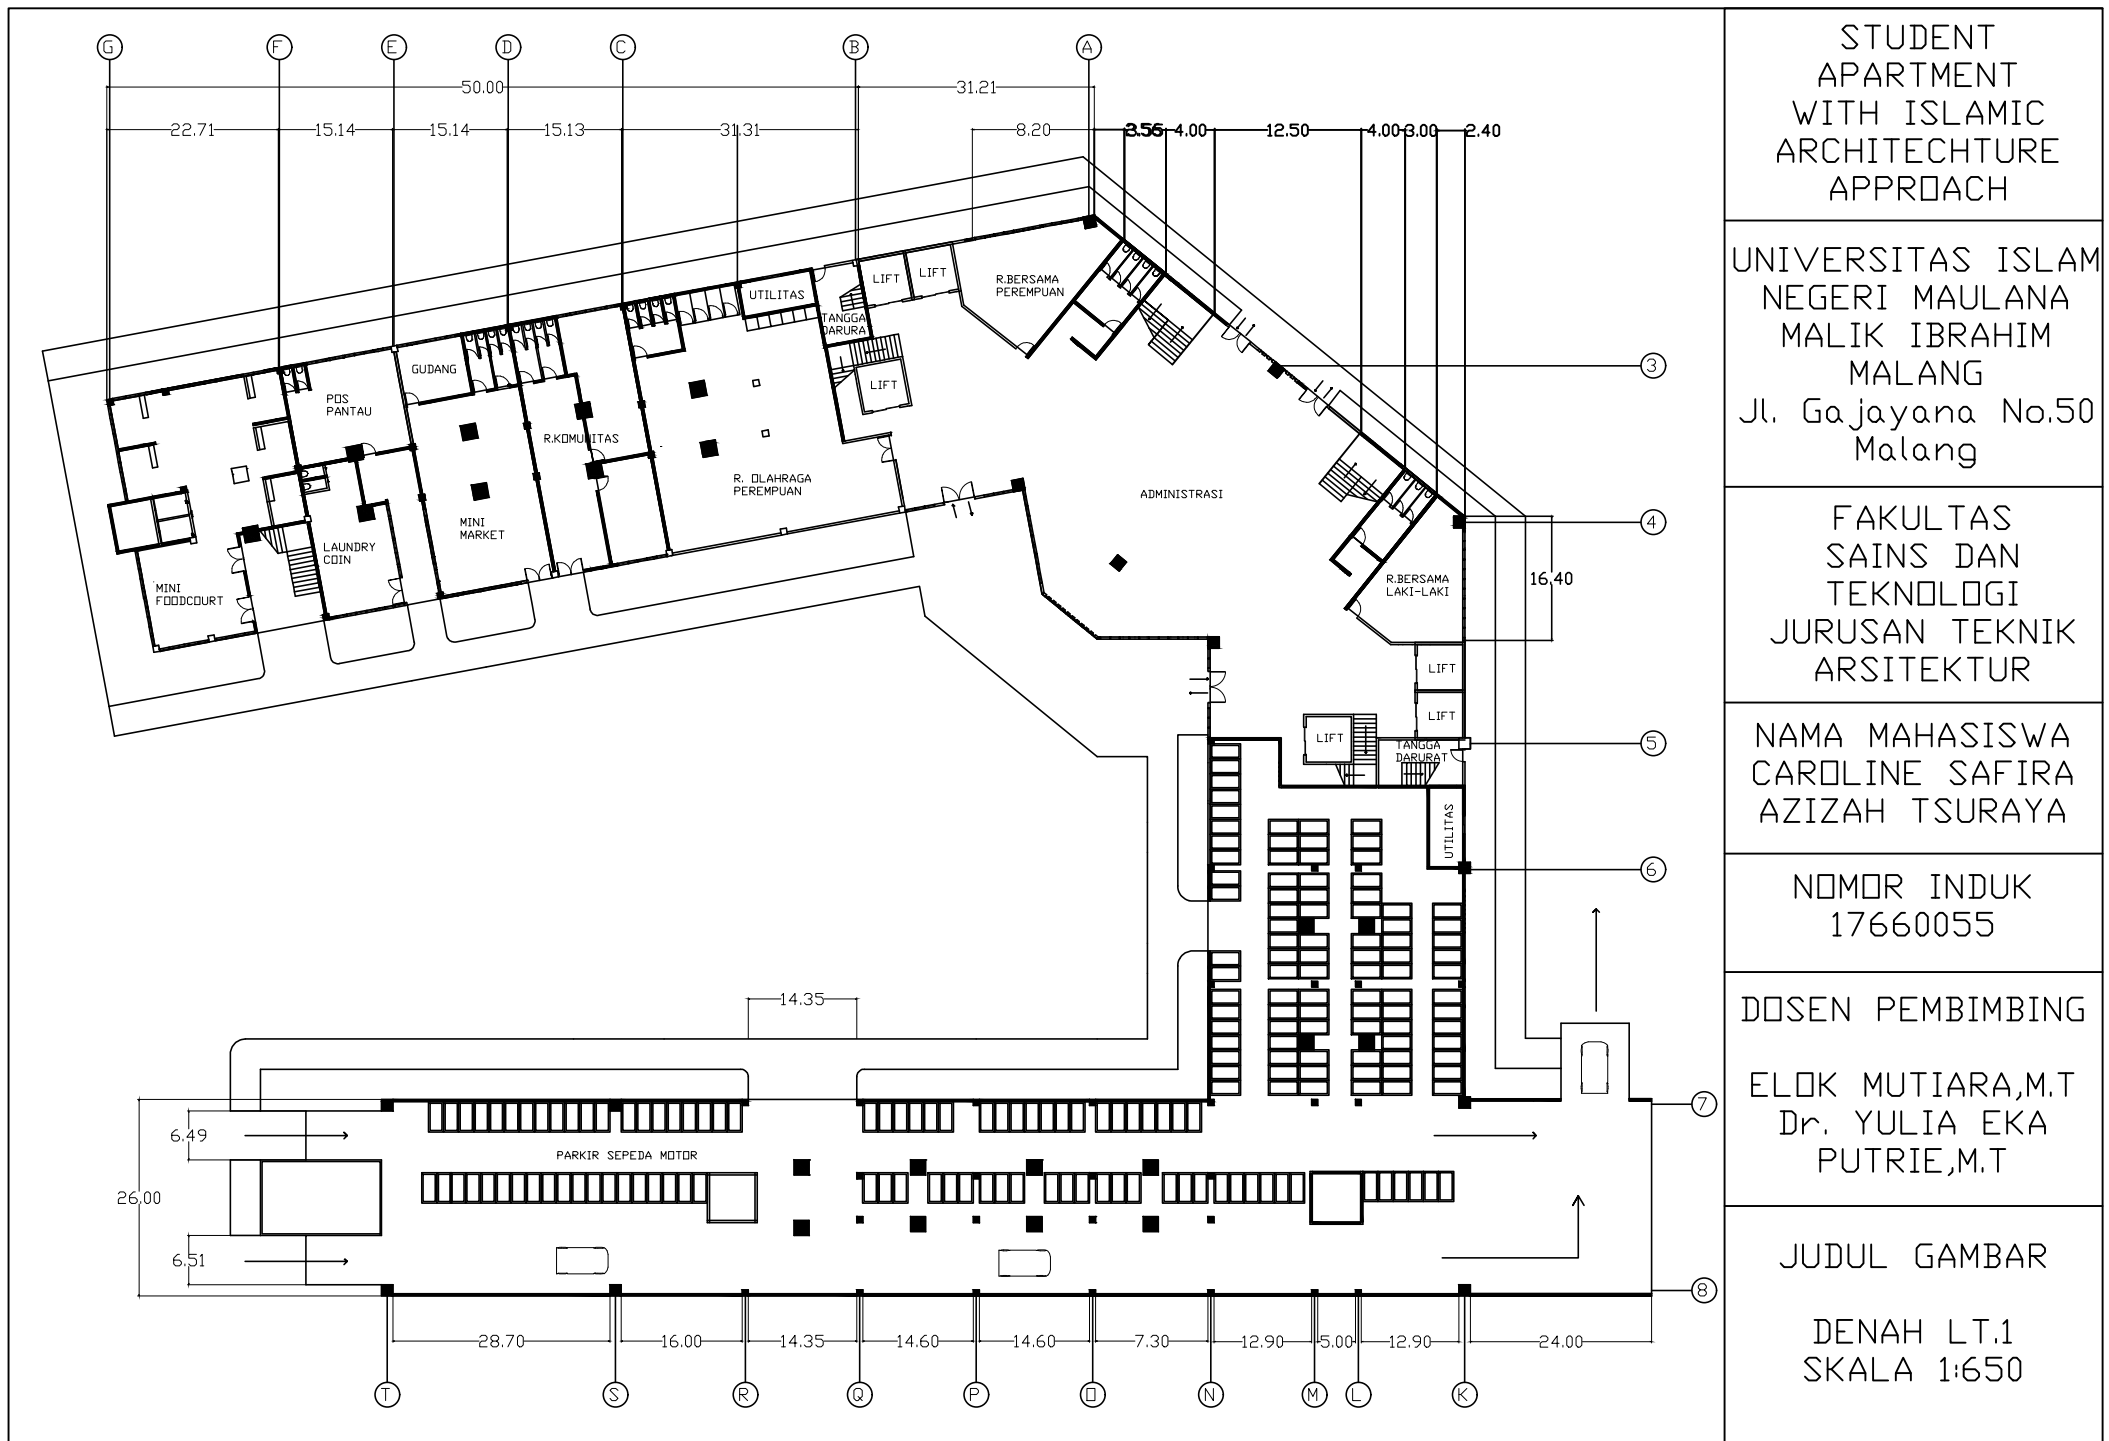 G F E D C B A
50.00 31.21
22.71 15.14 15.14 15.13 31.31 8.20 4.00 12.50 4.00 3.00 2.40
LIFT LIFT
R.BERSAMA
PEREMPUAN
UTILITAS
TANGGA
DARURA
LIFT
GUDANG
POS
PANTAU
R.KOMUNITAS
R. OLAHRAGA
PEREMPUAN
ADMINISTRASI
MINI
MARKET
LAUNDRY
COIN
MINI
FOODCOURT
R.BERSAMA
LAKI-LAKI
16.40
LIFT
LIFT
LIFT
TANGGA
DARURAT
UTILITAS
3
4
5
6
7
8
14.35
6.49
26.00
6.51
PARKIR SEPEDA MOTOR
28.70 16.00 14.35 14.60 14.60 7.30 12.90 5.00 12.90 24.00
T S R Q P O N M L K
STUDENT
APARTMENT
WITH ISLAMIC
ARCHITECHTURE
APPROACH
UNIVERSITAS ISLAM
NEGERI MAULANA
MALIK IBRAHIM
MALANG
Jl. Gajayana No.50
Malang
FAKULTAS
SAINS DAN
TEKNOLOGI
JURUSAN TEKNIK
ARSITEKTUR
NAMA MAHASISWA
CAROLINE SAFIRA
AZIZAH TSURAYA
NOMOR INDUK
17660055
DOSEN PEMBIMBING
ELOK MUTIARA,M.T
Dr. YULIA EKA
PUTRIE,M.T
JUDUL GAMBAR
DENAH LT.1
SKALA 1:650